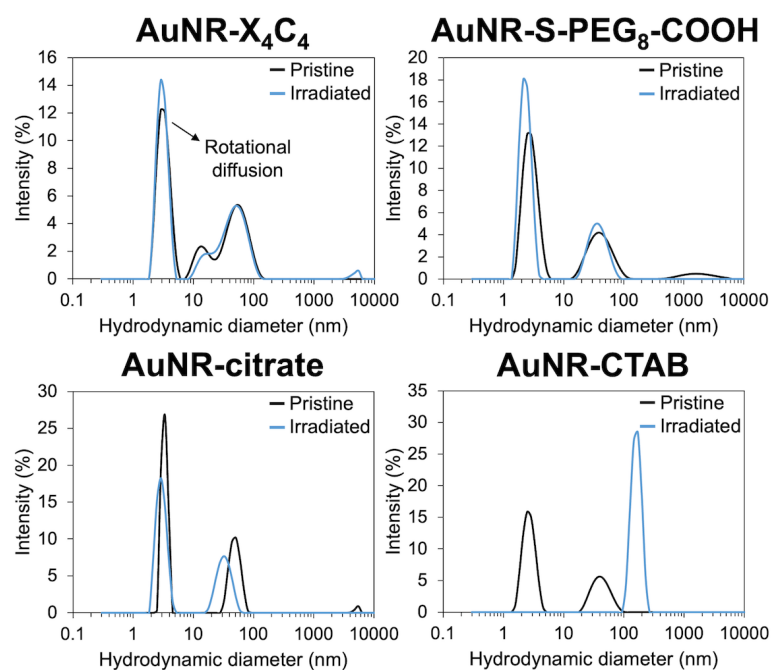 AuNR-X₄C₄
16
14
12
10
8
6
4
2
0
Intensity (%)
Pristine
Irradiated
Rotational
diffusion
0.1 1 10 100 1000 10000
Hydrodynamic diameter (nm)
AuNR-S-PEG₈-COOH
20
18
16
14
12
10
8
6
4
2
0
Intensity (%)
Pristine
Irradiated
0.1 1 10 100 1000 10000
Hydrodynamic diameter (nm)
AuNR-citrate
30
25
20
15
10
5
0
Intensity (%)
Pristine
Irradiated
0.1 1 10 100 1000 10000
Hydrodynamic diameter (nm)
AuNR-CTAB
35
30
25
20
15
10
5
0
Intensity (%)
Pristine
Irradiated
0.1 1 10 100 1000 10000
Hydrodynamic diameter (nm)